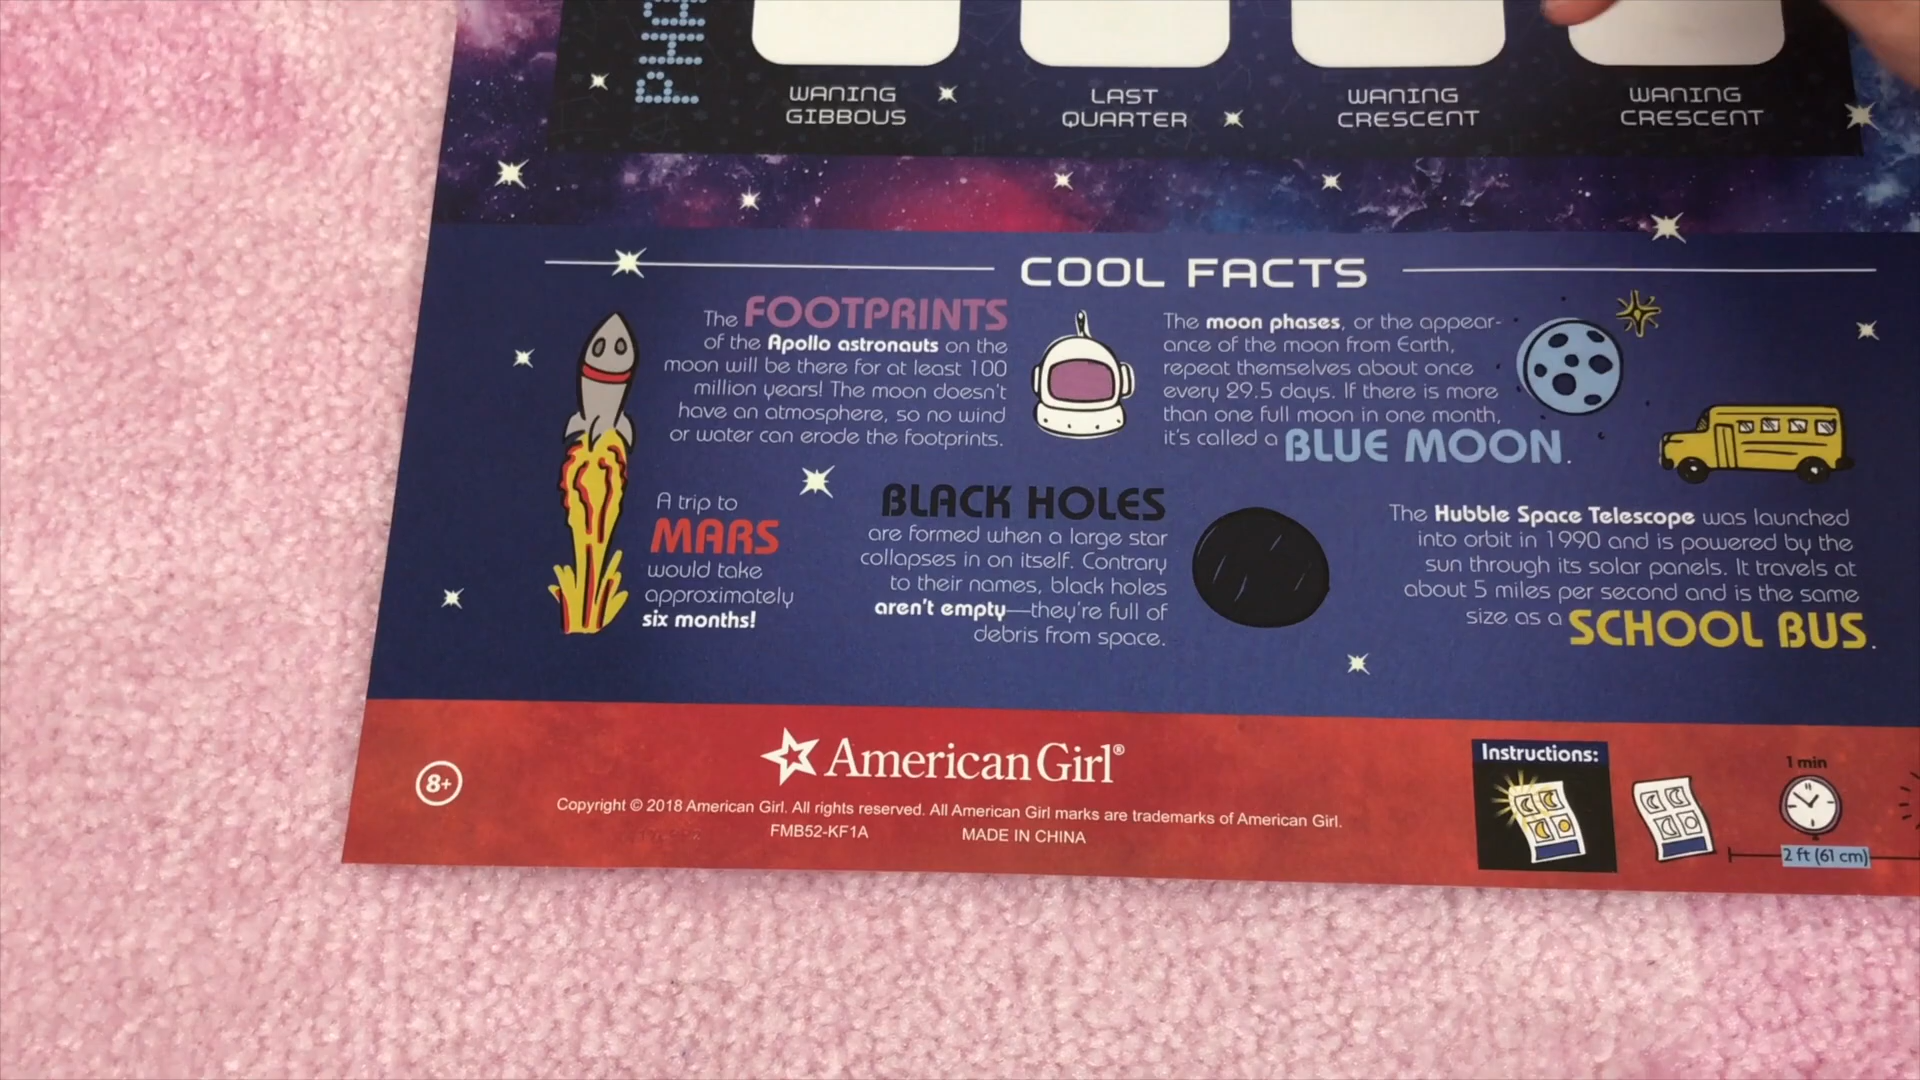 PHA
WANING
GIBBOUS
LAST
QUARTER
WANING
CRESCENT
WANING
CRESCENT
COOL FACTS
The FOOTPRINTS
of the Apollo astronauts on the
moon will be there for at least 100
million years! The moon doesn't
have an atmosphere, so no wind
or water can erode the footprints.
The moon phases, or the appear-
ance of the moon from Earth,
repeat themselves about once
every 29.5 days. If there is more
than one full moon in one month,
it's called a BLUE MOON.
A trip to
MARS
would take
approximately
six months!
BLACK HOLES
are formed when a large star
collapses in on itself. Contrary
to their names, black holes
aren't empty—they're full of
debris from space.
The Hubble Space Telescope was launched
into orbit in 1990 and is powered by the
sun through its solar panels. It travels at
about 5 miles per second and is the same
size as a SCHOOL BUS.
8+
American Girl®
Copyright © 2018 American Girl. All rights reserved. All American Girl marks are trademarks of American Girl.
FMB52-KF1A MADE IN CHINA
Instructions:
1 min
2 ft (61 cm)